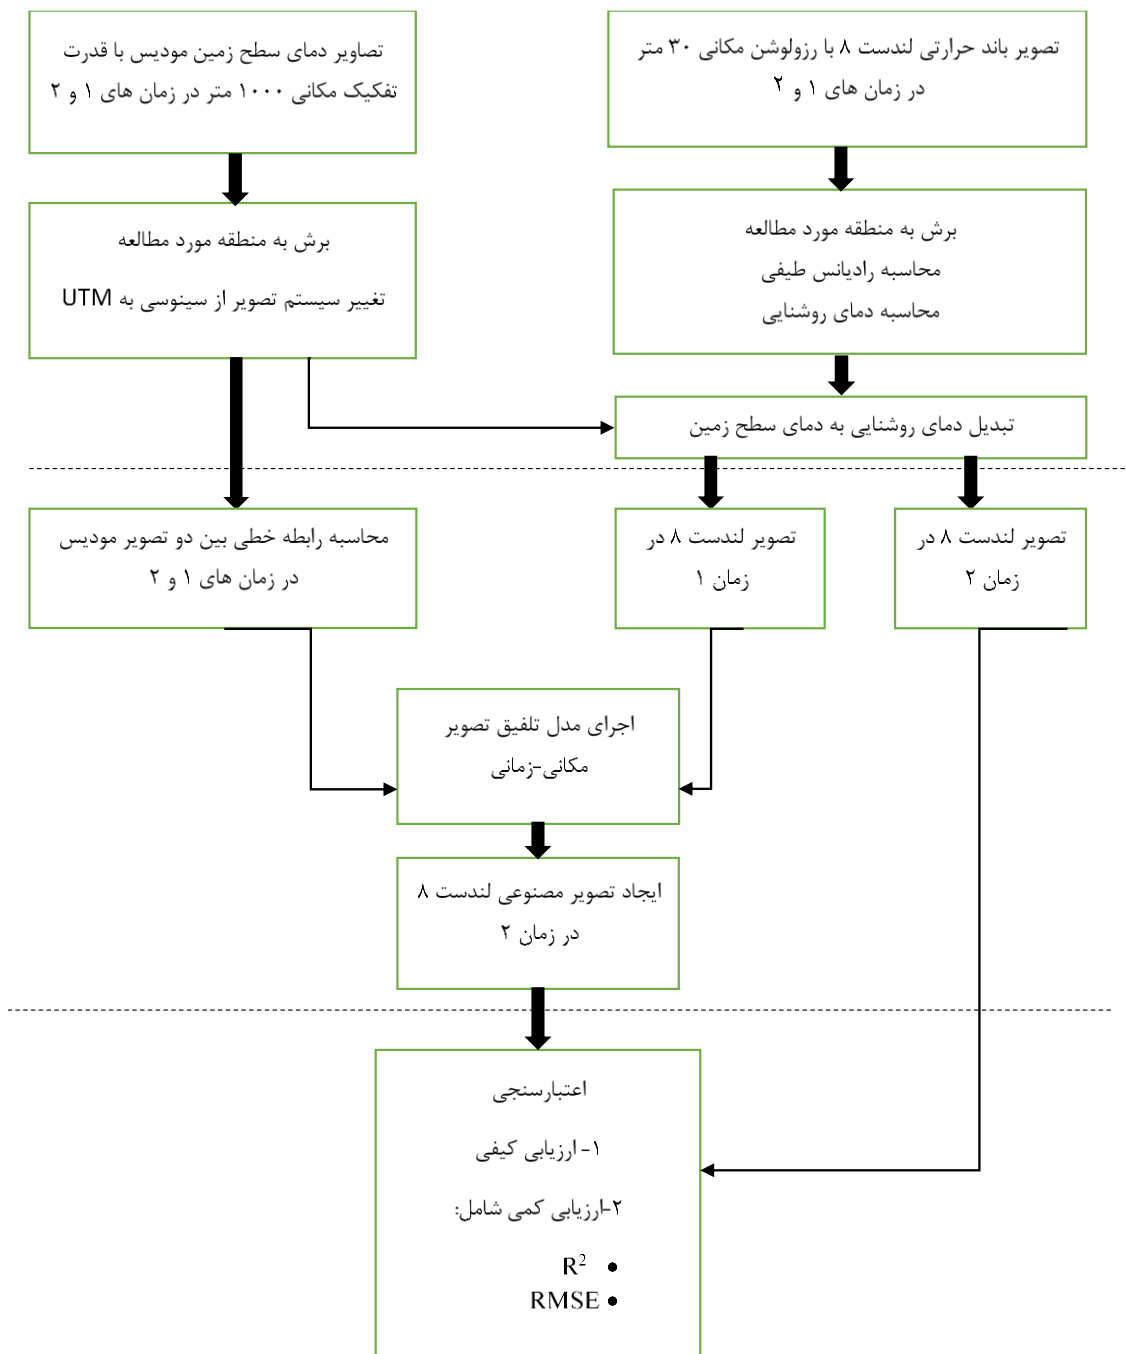 تصویر باند حرارتی لندست ۸ با رزولوشن مکانی ۳۰ متر
در زمان های ۱ و ۲
تصاویر دمای سطح زمین مودیس با قدرت
تفکیک مکانی ۱۰۰۰ متر در زمان های ۱ و ۲
برش به منطقه مورد مطالعه
محاسبه رادیانس طیفی
محاسبه دمای روشنایی
برش به منطقه مورد مطالعه
تغییر سیستم تصویر از سینوسی به UTM
تبدیل دمای روشنایی به دمای سطح زمین
تصویر لندست ۸ در
زمان ۲
تصویر لندست ۸ در
زمان ۱
محاسبه رابطه خطی بین دو تصویر مودیس
در زمان های ۱ و ۲
اجرای مدل تلفیق تصویر
مکانی-زمانی
ایجاد تصویر مصنوعی لندست ۸
در زمان ۲
اعتبارسنجی
۱- ارزیابی کیفی
۲-ارزیابی کمی شامل:
• R²
• RMSE